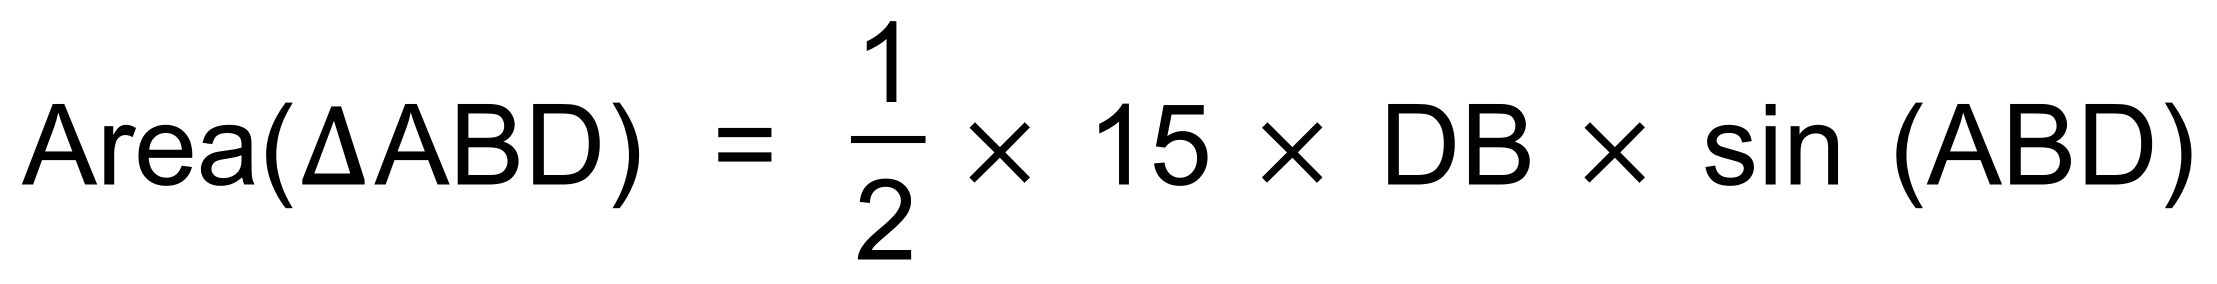 Area(ΔABD) = 1/2 × 15 × DB × sin (ABD)